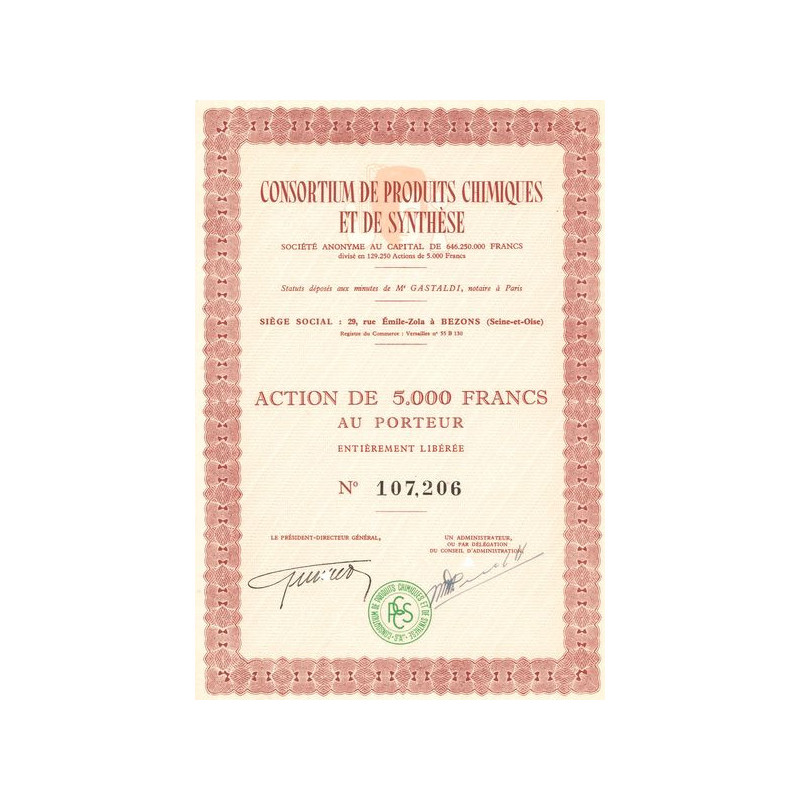 CONSORTIUM DE PRODUITS CHIMIQUES
ET DE SYNTHÈSE
SOCIÉTÉ ANONYME AU CAPITAL DE 646.250.000 FRANCS
divisé en 129.250 Actions de 5.000 Francs
Statuts déposés aux minutes de Mᵉ GASTALDI, notaire à Paris
SIÈGE SOCIAL : 29, rue Émile-Zola à BEZONS (Seine-et-Oise)
Registre du Commerce : Versailles nº 55 B 130
ACTION DE 5.000 FRANCS
AU PORTEUR
ENTIÈREMENT LIBÉRÉE
Nº 107,206
LE PRÉSIDENT-DIRECTEUR GÉNÉRAL,
UN ADMINISTRATEUR,
OU PAR DÉLÉGATION
DU CONSEIL D'ADMINISTRATION,
CONSORTIUM DE PRODUITS CHIMIQUES ET DE SYNTHESE
PCS